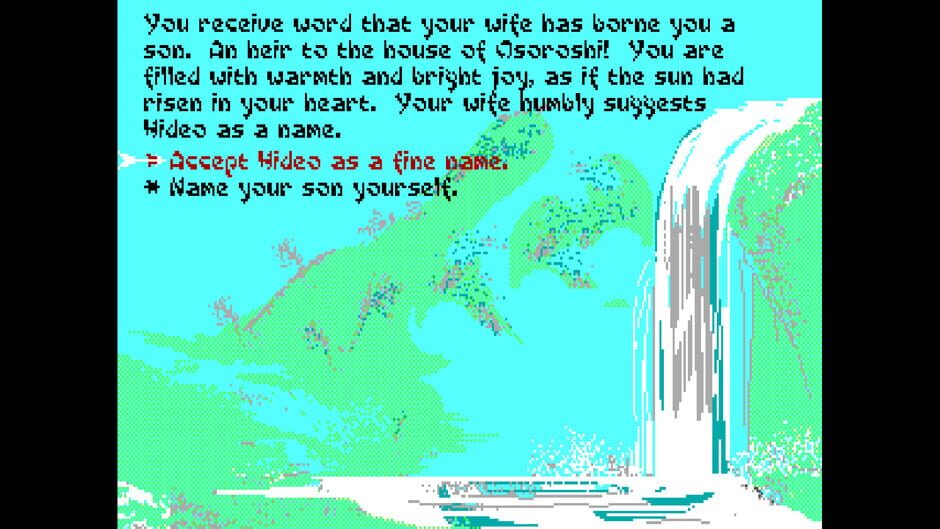 You receive word that your wife has borne you a
son. An heir to the house of Osoroshi! You are
filled with warmth and bright joy, as if the sun had
risen in your heart. Your wife humbly suggests
Hideo as a name.
= Accept Hideo as a fine name.
* Name your son yourself.